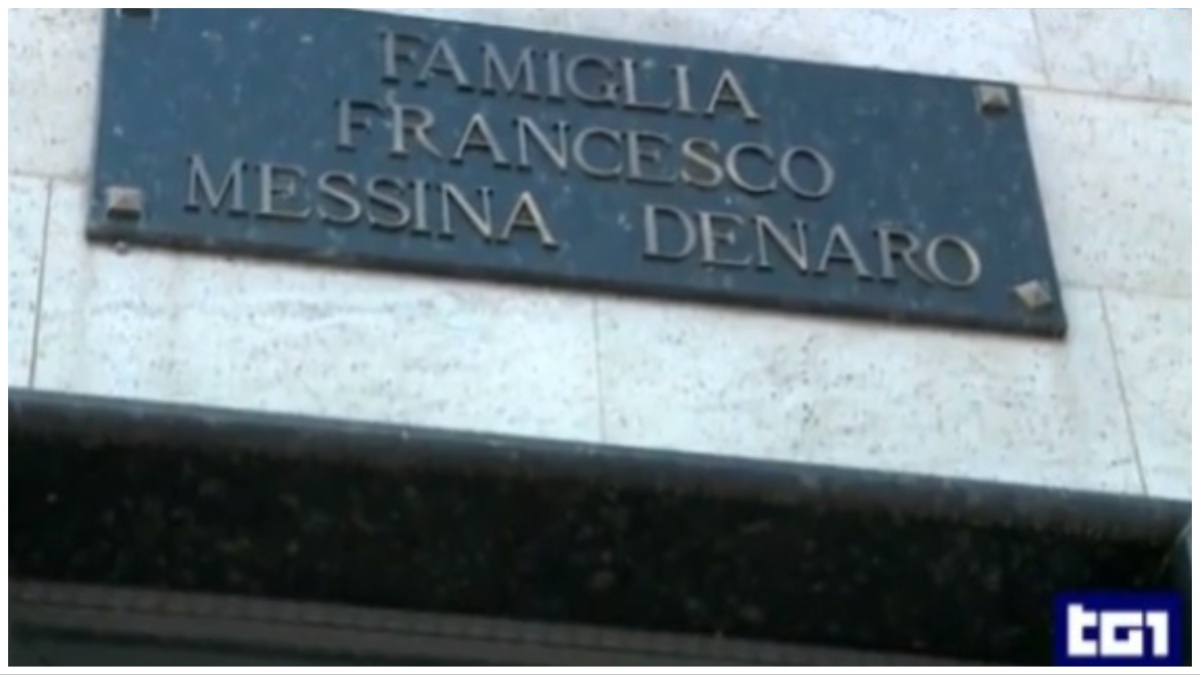 FAMIGLIA
FRANCESCO
MESSINA DENARO
tG1